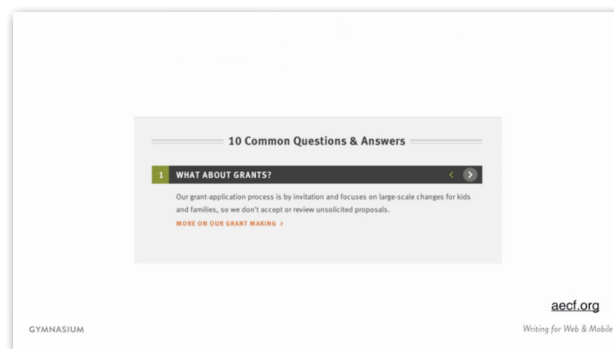 10 Common Questions & Answers
1 WHAT ABOUT GRANTS?
Our grant-application process is by invitation and focuses on large-scale changes for kids
and families, so we don't accept or review unsolicited proposals.
MORE ON OUR GRANT MAKING >
aecf.org
GYMNASIUM
Writing for Web & Mobile